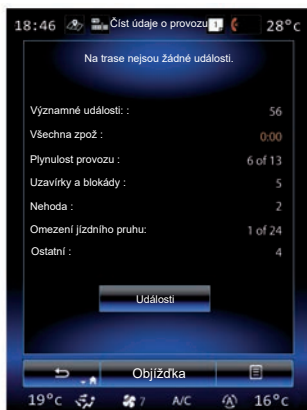 18:46 Číst údaje o provozu 28°c
Na trase nejsou žádné události.
Významné události: : 56
Všechna zpož : 0:00
Plynulost provozu : 6 of 13
Uzavírky a blokády : 5
Nehoda : 2
Omezení jízdního pruhu: 1 of 24
Ostatní : 4
Události
Objížďka
19°c 7 A/C 16°c